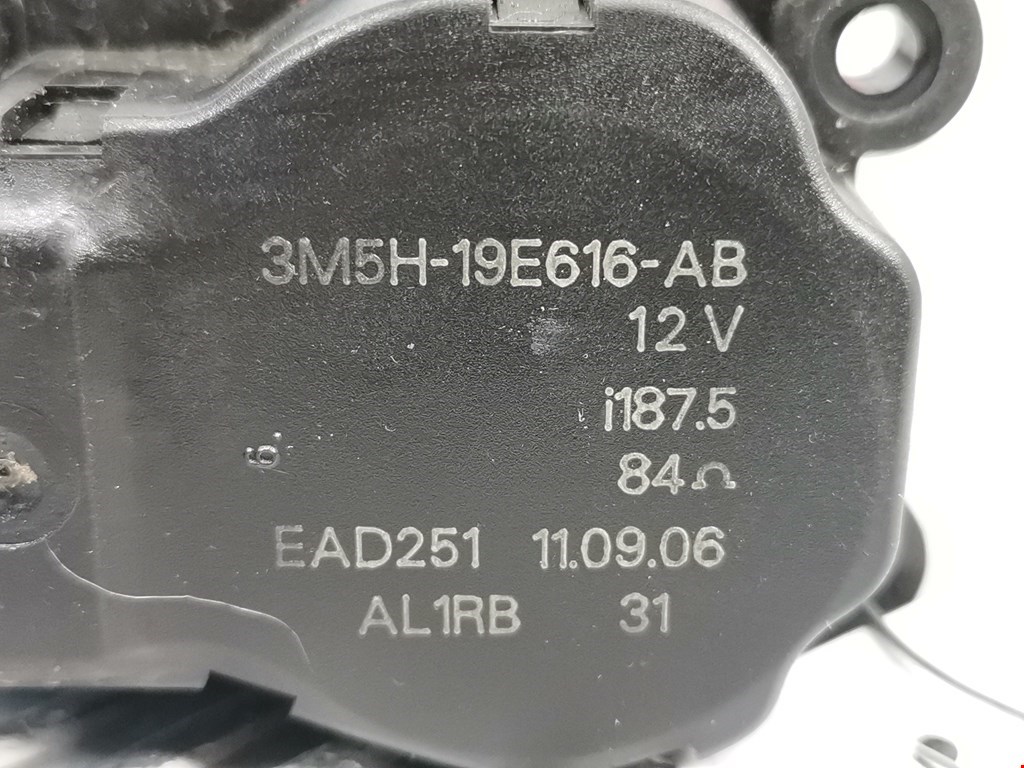 3M5H-19E616-AB
12 V
i187.5
84Ω
EAD251 11.09.06
AL1RB 31